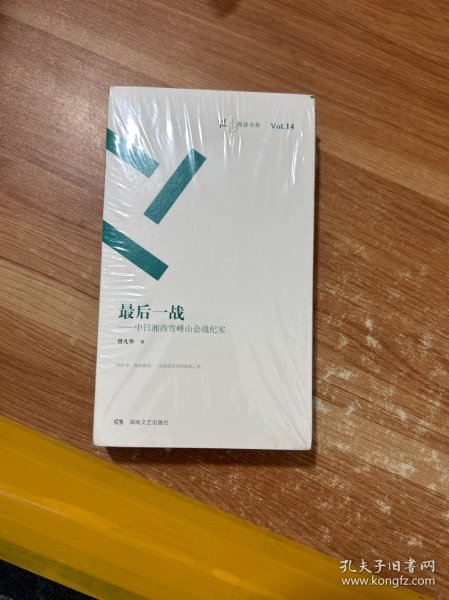 阅读书系 Vol.14
最后一战
——中日湘西雪峰山会战纪实
曾凡华 著
CS 湖南文艺出版社
孔夫子旧书网
www.kongfz.com